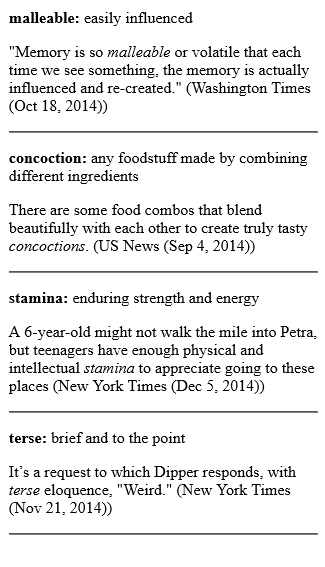 malleable: easily influenced
"Memory is so malleable or volatile that each
time we see something, the memory is actually
influenced and re-created." (Washington Times
(Oct 18, 2014))
concoction: any foodstuff made by combining
different ingredients
There are some food combos that blend
beautifully with each other to create truly tasty
concoctions. (US News (Sep 4, 2014))
stamina: enduring strength and energy
A 6-year-old might not walk the mile into Petra,
but teenagers have enough physical and
intellectual stamina to appreciate going to these
places (New York Times (Dec 5, 2014))
terse: brief and to the point
It’s a request to which Dipper responds, with
terse eloquence, "Weird." (New York Times
(Nov 21, 2014))